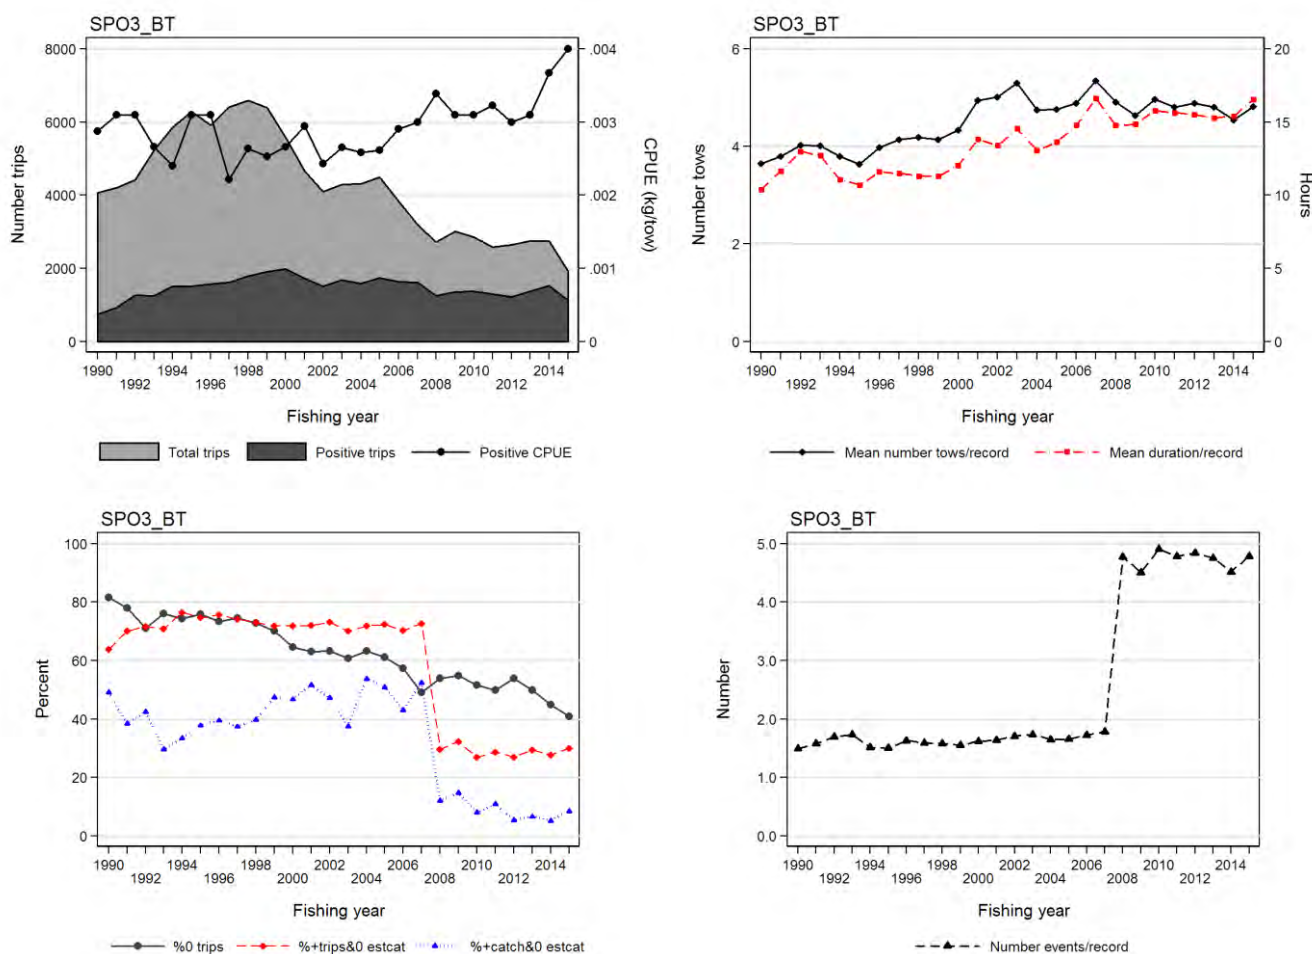 SPO3_BT
8000
6000
4000
2000
0
Number trips
.004
.003
.002
.001
0
CPUE (kg/tow)
1990 1992 1994 1996 1998 2000 2002 2004 2006 2008 2010 2012 2014
Fishing year
Total trips Positive trips Positive CPUE
SPO3_BT
6
4
2
0
Number tows
20
15
10
5
0
Hours
1990 1992 1994 1996 1998 2000 2002 2004 2006 2008 2010 2012 2014
Fishing year
Mean number tows/record Mean duration/record
SPO3_BT
100
80
60
40
20
0
Percent
1990 1992 1994 1996 1998 2000 2002 2004 2006 2008 2010 2012 2014
Fishing year
%0 trips %+trips&0 estcat %+catch&0 estcat
SPO3_BT
5.0
4.0
3.0
2.0
1.0
0.0
Number
1990 1992 1994 1996 1998 2000 2002 2004 2006 2008 2010 2012 2014
Fishing year
Number events/record